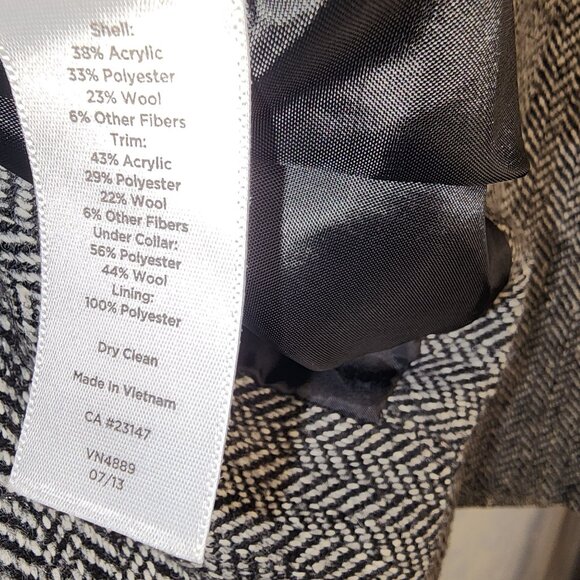 Shell:
38% Acrylic
33% Polyester
23% Wool
6% Other Fibers
Trim:
43% Acrylic
29% Polyester
22% Wool
6% Other Fibers
Under Collar:
56% Polyester
44% Wool
Lining:
100% Polyester
Dry Clean
Made in Vietnam
CA #23147
VN4889
07/13